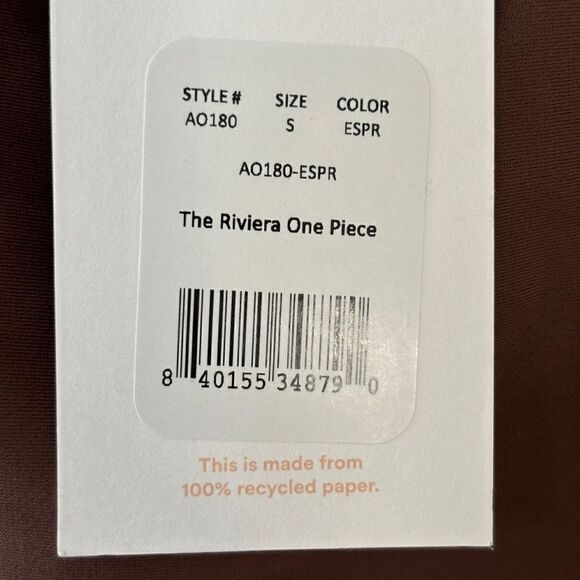 STYLE # SIZE COLOR
AO180 S ESPR
AO180-ESPR
The Riviera One Piece
8 40155 34879 0
This is made from
100% recycled paper.